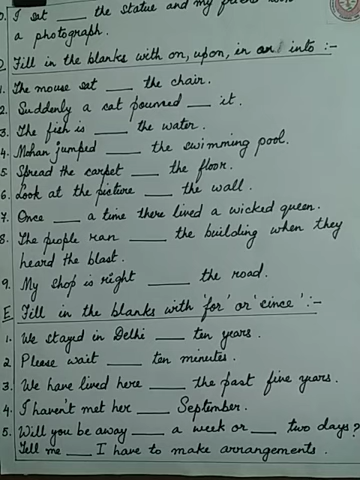 0. I sat ___ the statue and my friend
a photograph.
D Fill in the blanks with on, upon, in or into :-
1. The mouse sat ___ the chair.
2. Suddenly a cat pounced ___ it.
3. The fish is ___ the water.
4. Mohan jumped ___ the swimming pool.
5 Spread the carpet ___ the floor.
6. Look at the picture ___ the wall.
7. Once ___ a time there lived a wicked queen.
8. The people ran ___ the building when they
heard the blast.
9. My shop is right ___ the road.
E Fill in the blanks with 'for' or 'since' :-
1. We stayed in Delhi ___ ten years.
2 Please wait ___ ten minutes.
3. We have lived here ___ the past five years.
4. I haven't met her ___ September.
5. Will you be away ___ a week or ___ two days?
Tell me ___ I have to make arrangements.